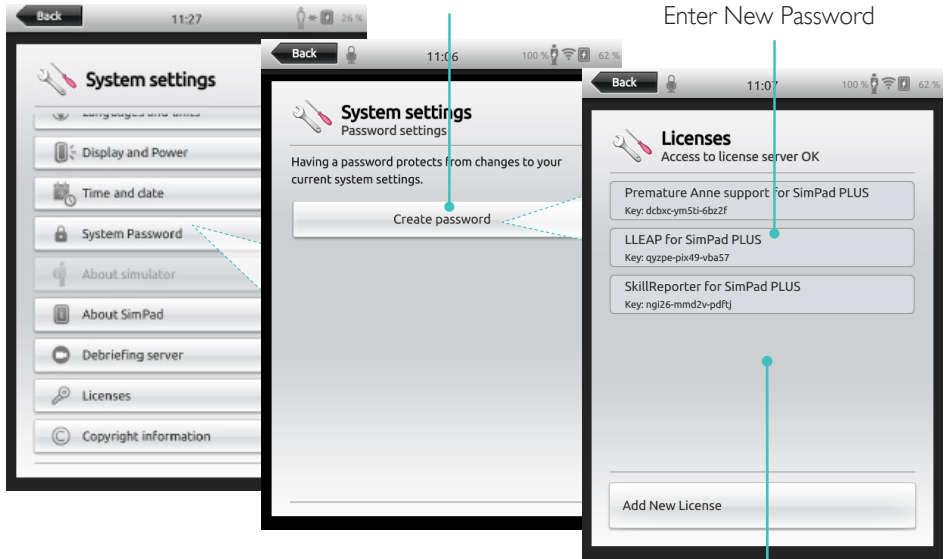 Enter New Password
Back
11:27
26 %
System settings
Languages and units
Display and Power
Time and date
System Password
About simulator
About SimPad
Debriefing server
Licenses
Copyright information
Back
11:06
100 %
62 %
System settings
Password settings
Having a password protects from changes to your
current system settings.
Create password
Back
11:07
100 %
62 %
Licenses
Access to license server OK
Premature Anne support for SimPad PLUS
Key: dcbxc-ym5ti-6bz2f
LLEAP for SimPad PLUS
Key: qyzpe-pix49-vba57
SkillReporter for SimPad PLUS
Key: ngi26-mmd2v-pdftj
Add New License